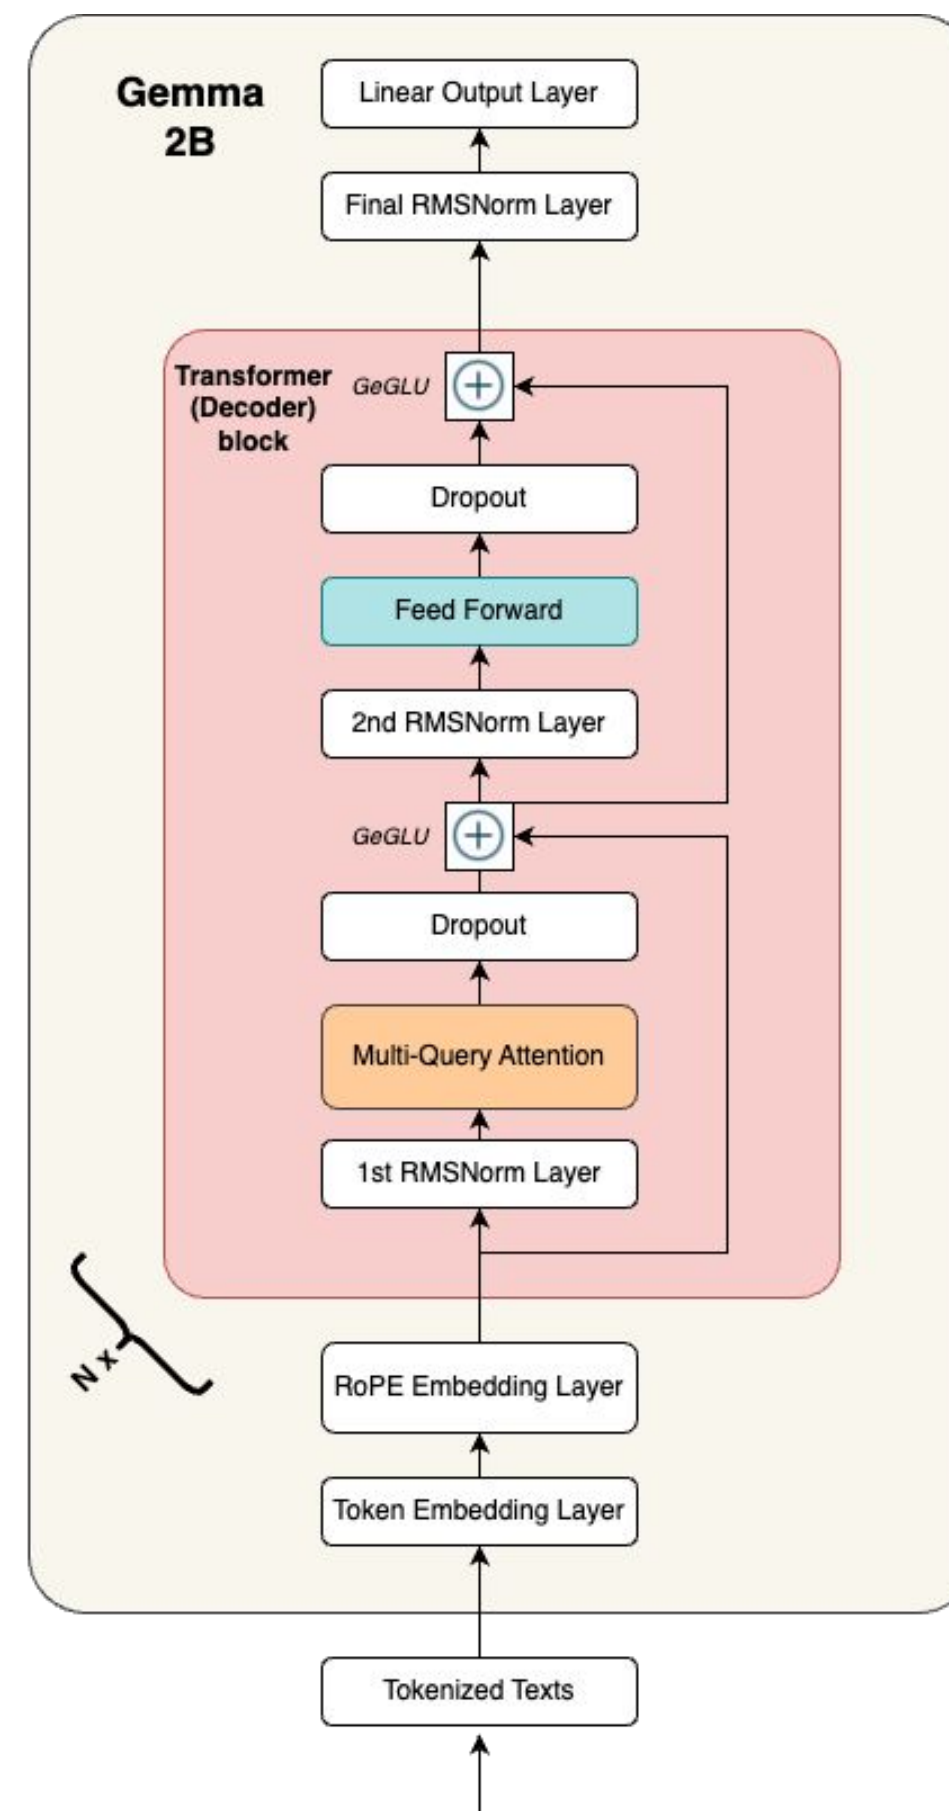 Gemma
2B
Linear Output Layer
Final RMSNorm Layer
Transformer
(Decoder)
block
GeGLU
Dropout
Feed Forward
2nd RMSNorm Layer
GeGLU
Dropout
Multi-Query Attention
1st RMSNorm Layer
N x
RoPE Embedding Layer
Token Embedding Layer
Tokenized Texts